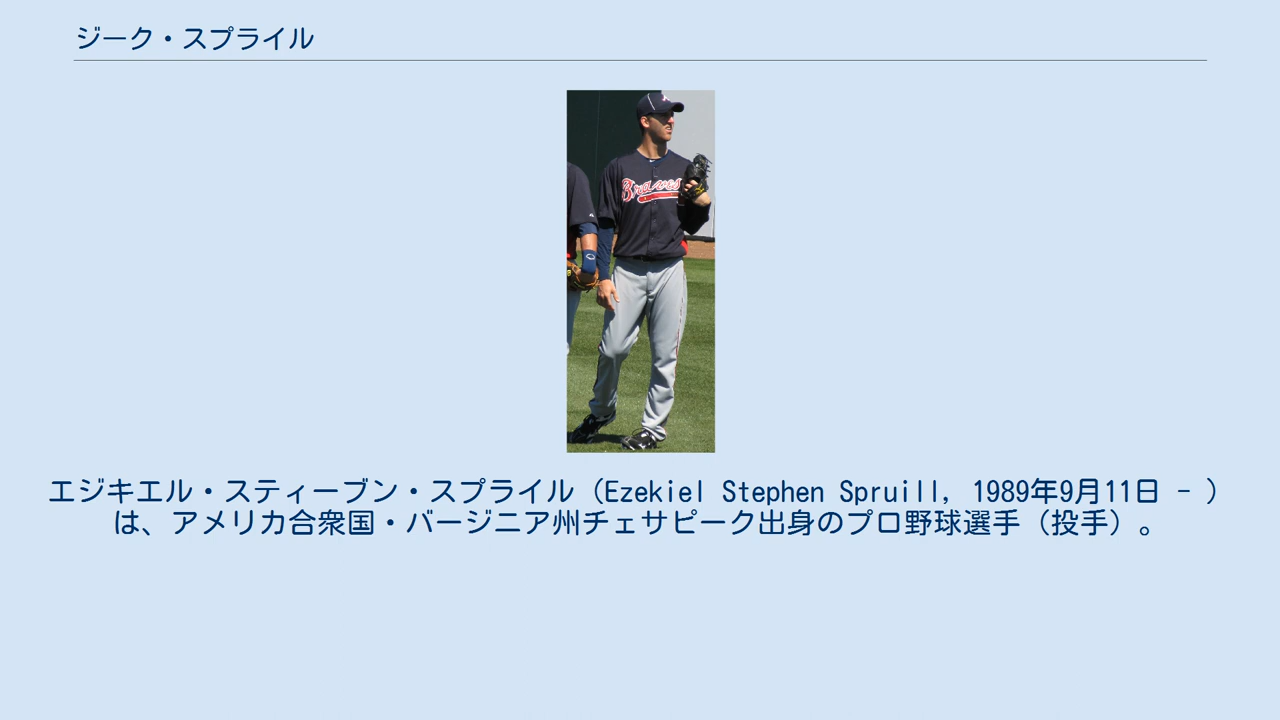 ジーク・スプライル
Braves
エジキエル・スティーブン・スプライル（Ezekiel Stephen Spruill, 1989年9月11日 - ）
は、アメリカ合衆国・バージニア州チェサピーク出身のプロ野球選手（投手）。